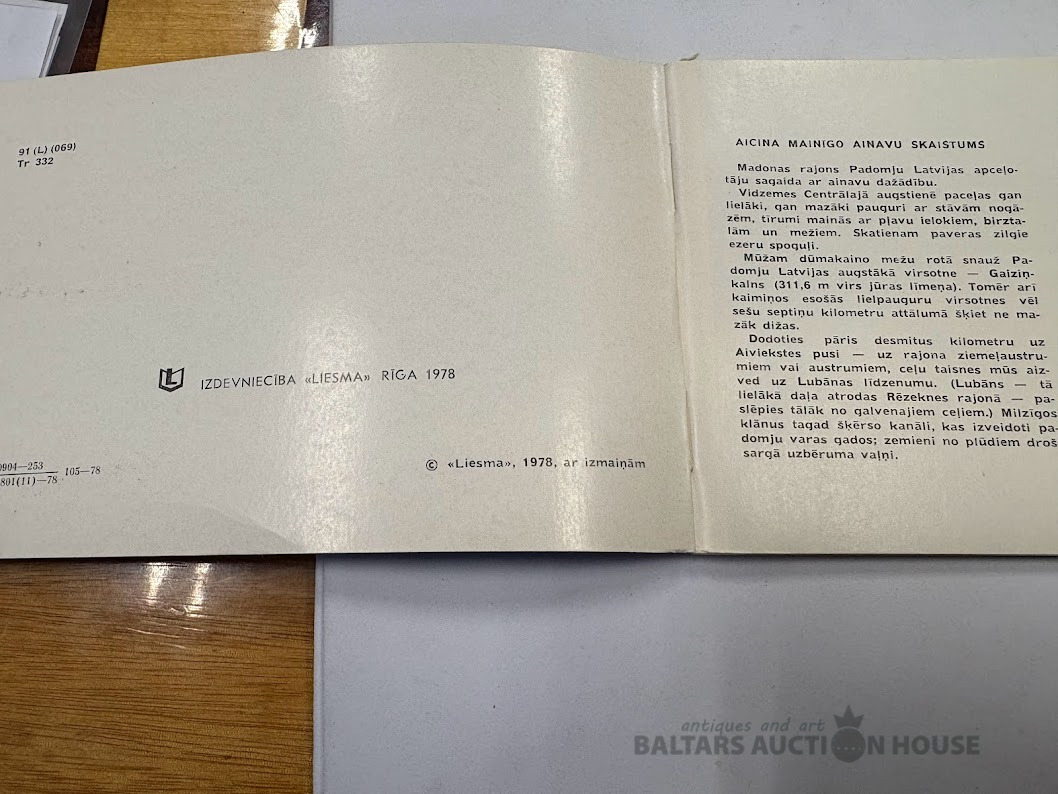 91 (L) (069)
Tr 332
IZDEVNIECĪBA «LIESMA» RĪGA 1978
0904—253
801(11)—78
105—78
© «Liesma», 1978, ar izmaiņām
AICINA MAINĪGO AINAVU SKAISTUMS
Madonas rajons Padomju Latvijas apceļo-
tāju sagaida ar ainavu dažādību.
Vidzemes Centrālajā augstienē paceļas gan
lielāki, gan mazāki pauguri ar stāvām nogā-
zēm, tīrumi mainās ar pļavu ielokiem, birzta-
lām un mežiem. Skatienam paveras zilgie
ezeru spoguļi.
Mūžam dūmakaino mežu rotā snauž Pa-
domju Latvijas augstākā virsotne — Gaiziņ-
kalns (311,6 m virs jūras līmeņa). Tomēr arī
kaimiņos esošās lielpauguru virsotnes vēl
sešu septiņu kilometru attālumā šķiet ne ma-
zāk dižas.
Dodoties pāris desmitus kilometru uz
Aiviekstes pusi — uz rajona ziemeļaustru-
miem vai austrumiem, ceļu taisnes mūs aiz-
ved uz Lubānas līdzenumu. (Lubāns — tā
lielākā daļa atrodas Rēzeknes rajonā — pa-
slēpies tālāk no galvenajiem ceļiem.) Milzīgos
klānus tagad šķērso kanāli, kas izveidoti pa-
domju varas gados; zemieni no plūdiem droš
sargā uzbēruma vaļņi.
antiques and art
BALTARS AUCTION HOUSE